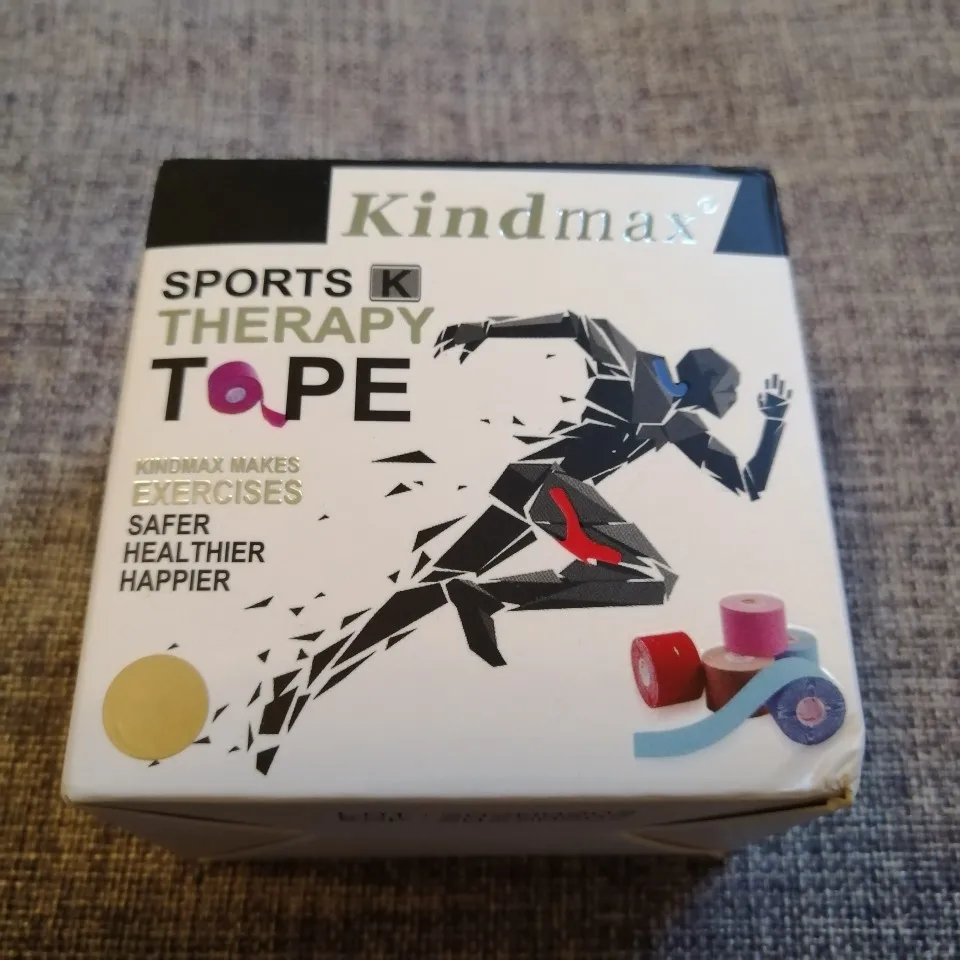 Kindmax®
SPORTS K
THERAPY
TAPE
KINDMAX MAKES
EXERCISES
SAFER
HEALTHIER
HAPPIER